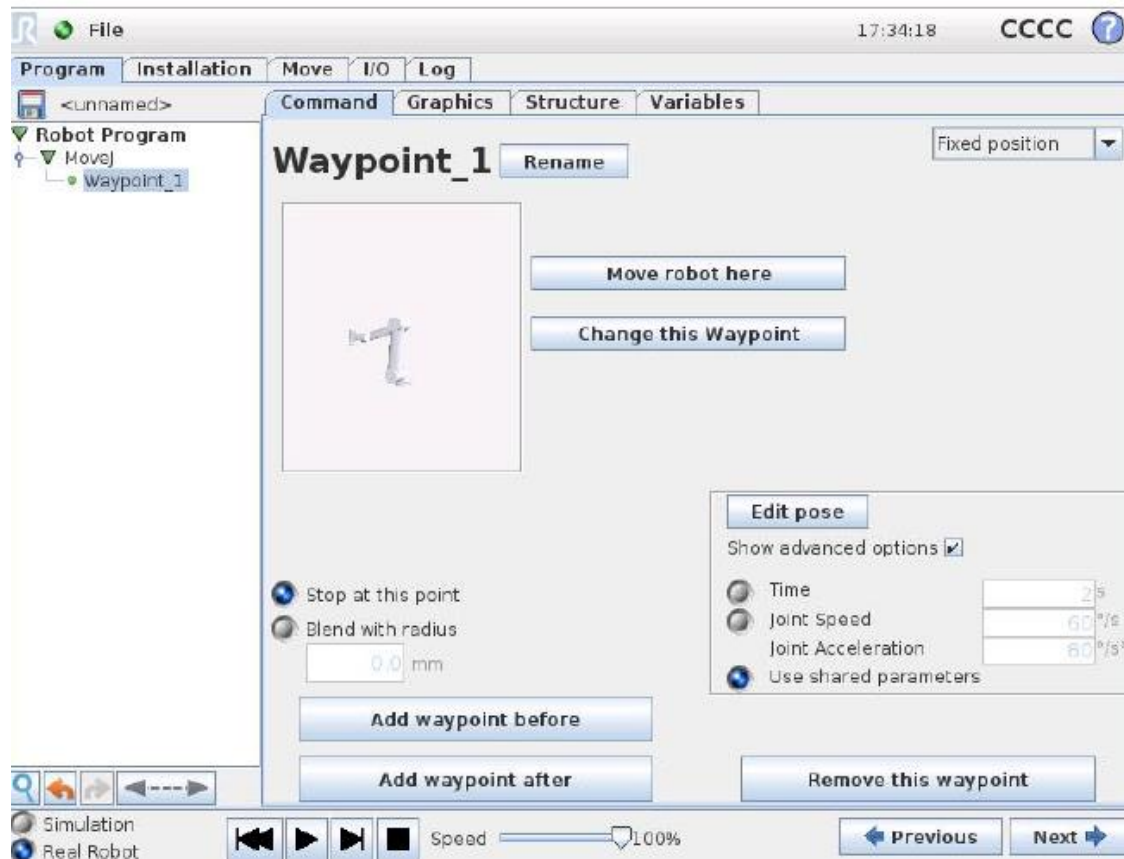 File 17:34:18 CCCC ?
Program Installation Move I/O Log
<unnamed> Command Graphics Structure Variables
Robot Program
MoveJ
Waypoint_1
Waypoint_1 Rename Fixed position
Move robot here
Change this Waypoint
Edit pose
Show advanced options
Stop at this point
Blend with radius
0.0 mm
Time 2 s
Joint Speed 60 °/s
Joint Acceleration 80 °/s²
Use shared parameters
Add waypoint before
Add waypoint after Remove this waypoint
Simulation
Real Robot
Speed 100% Previous Next